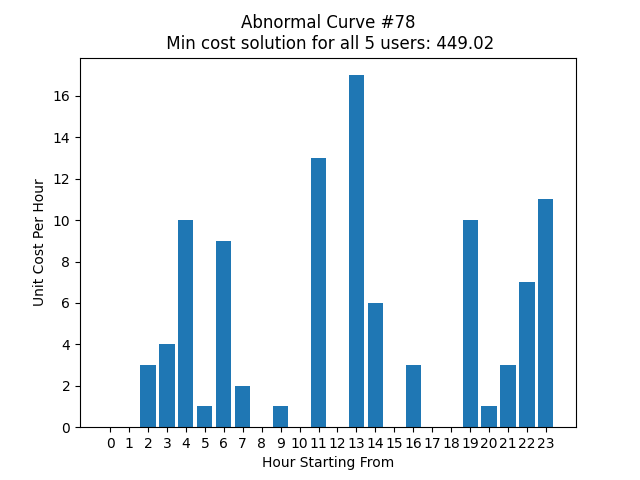 Abnormal Curve #78
Min cost solution for all 5 users: 449.02
16
14
12
10
8
6
4
2
0
Unit Cost Per Hour
0 1 2 3 4 5 6 7 8 9 10 11 12 13 14 15 16 17 18 19 20 21 22 23
Hour Starting From